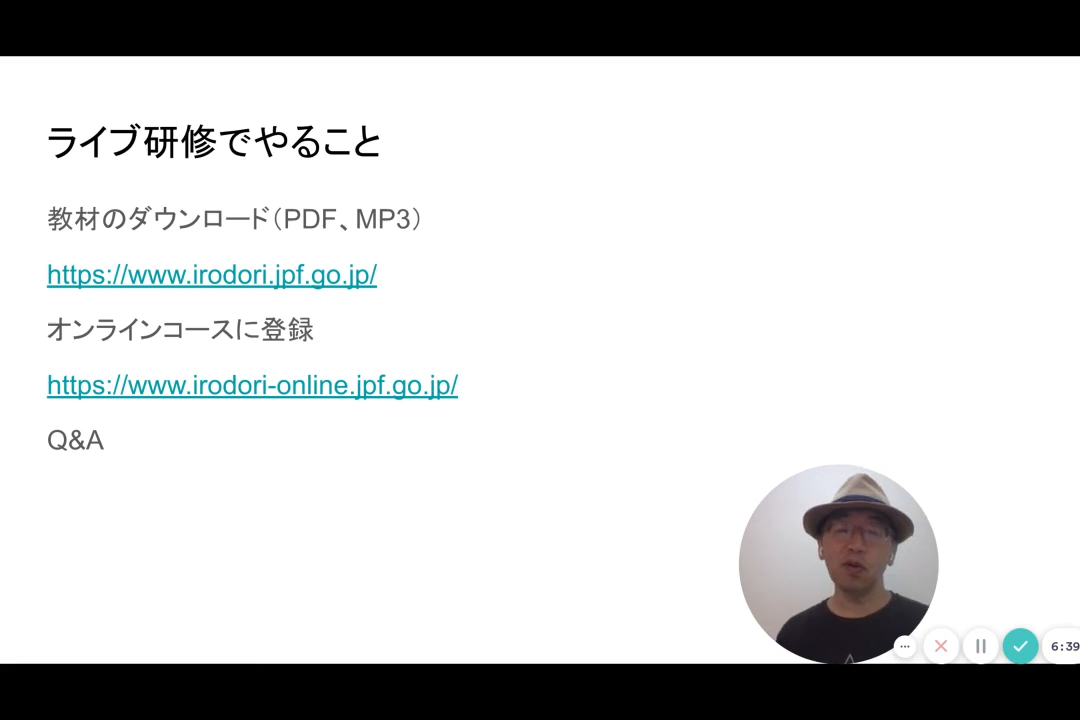 ライブ研修でやること
教材のダウンロード（PDF、MP3）
https://www.irodori.jpf.go.jp/
オンラインコースに登録
https://www.irodori-online.jpf.go.jp/
Q&A
6:39